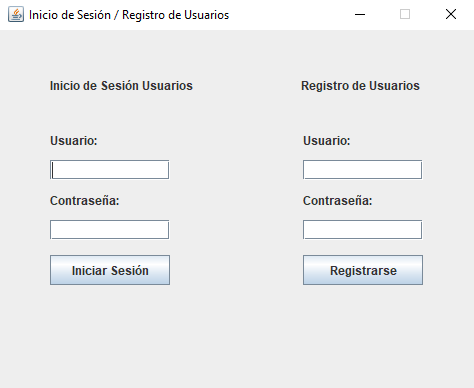 Inicio de Sesión / Registro de Usuarios
Inicio de Sesión Usuarios
Registro de Usuarios
Usuario:
Usuario:
Contraseña:
Contraseña:
Iniciar Sesión
Registrarse